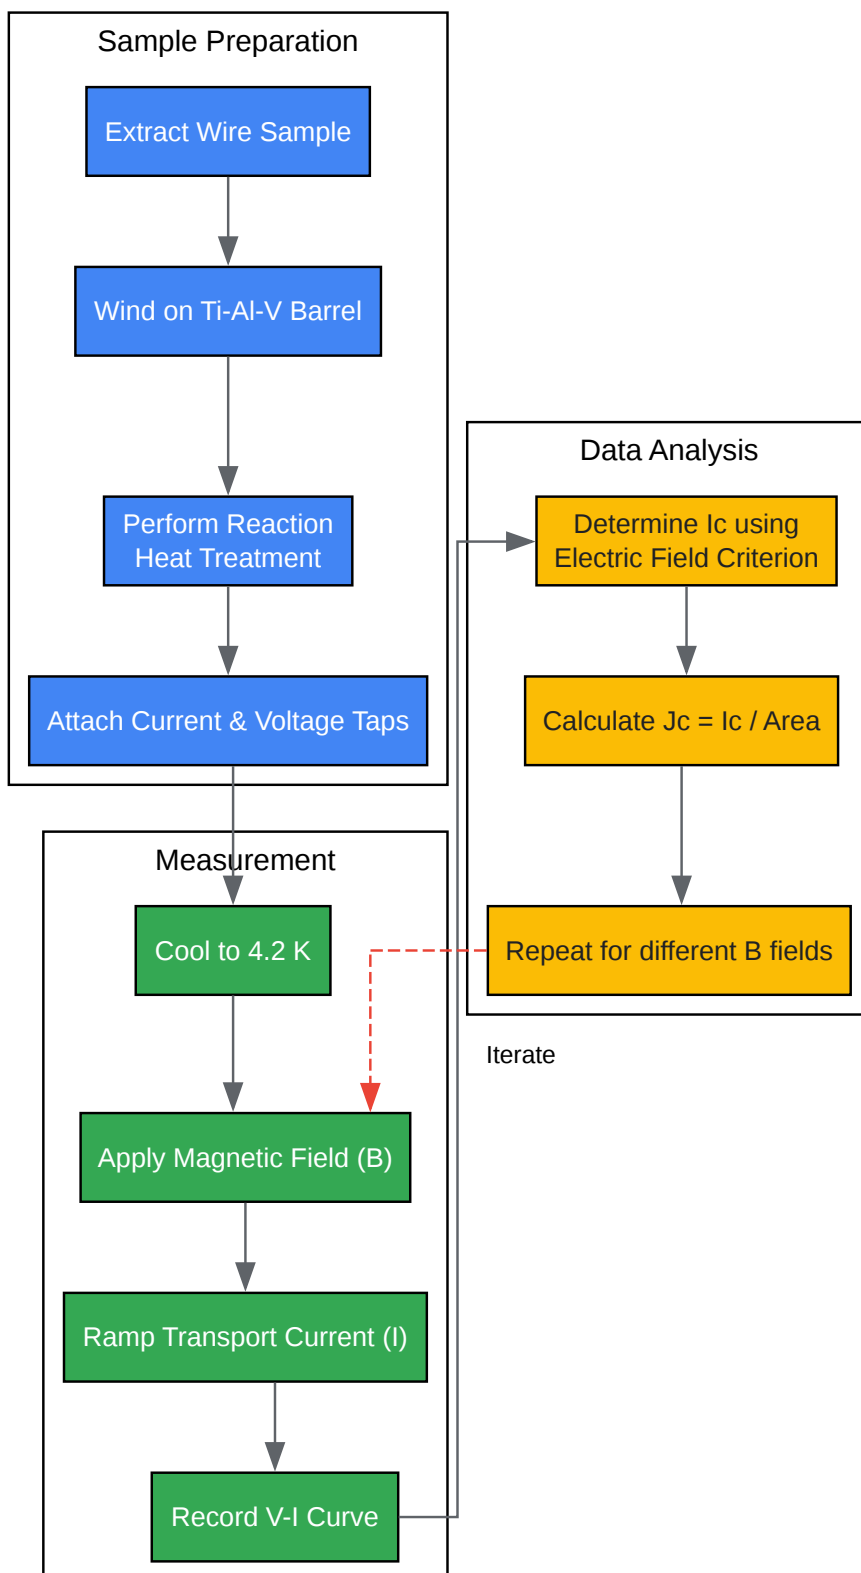 Sample Preparation
Extract Wire Sample
Wind on Ti-Al-V Barrel
Perform Reaction
Heat Treatment
Attach Current & Voltage Taps
Measurement
Cool to 4.2 K
Apply Magnetic Field (B)
Ramp Transport Current (I)
Record V-I Curve
Data Analysis
Determine Ic using
Electric Field Criterion
Calculate Jc = Ic / Area
Repeat for different B fields
Iterate